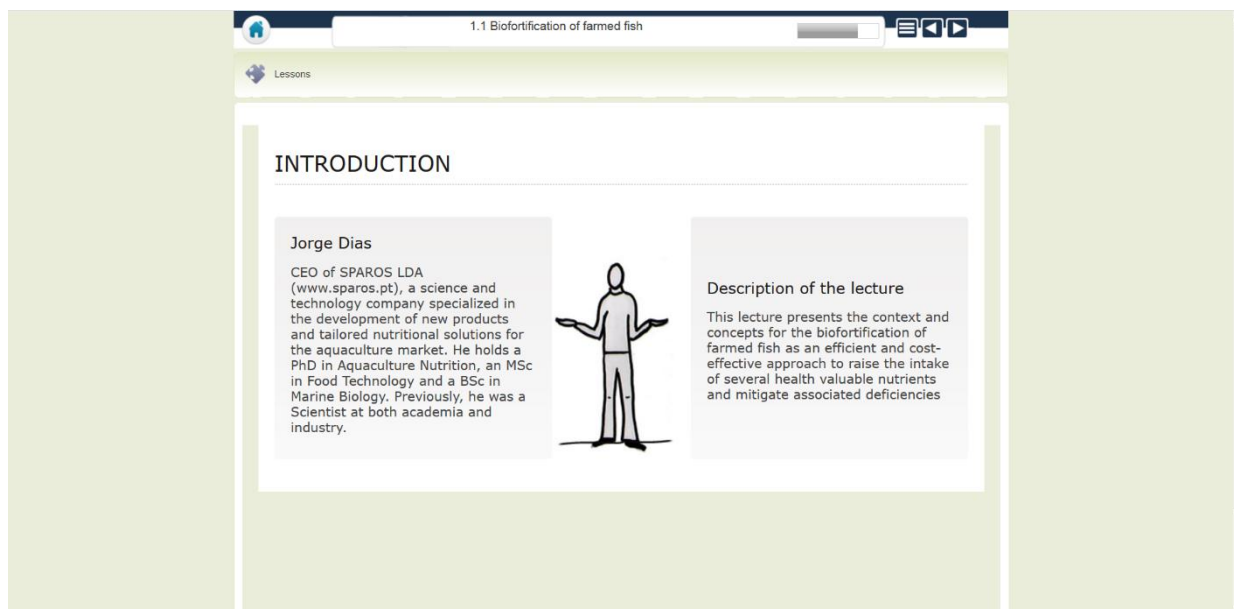 1.1 Biofortification of farmed fish
Lessons
INTRODUCTION
Jorge Dias
CEO of SPAROS LDA
(www.sparos.pt), a science and
technology company specialized in
the development of new products
and tailored nutritional solutions for
the aquaculture market. He holds a
PhD in Aquaculture Nutrition, an MSc
in Food Technology and a BSc in
Marine Biology. Previously, he was a
Scientist at both academia and
industry.
Description of the lecture
This lecture presents the context and
concepts for the biofortification of
farmed fish as an efficient and cost-
effective approach to raise the intake
of several health valuable nutrients
and mitigate associated deficiencies